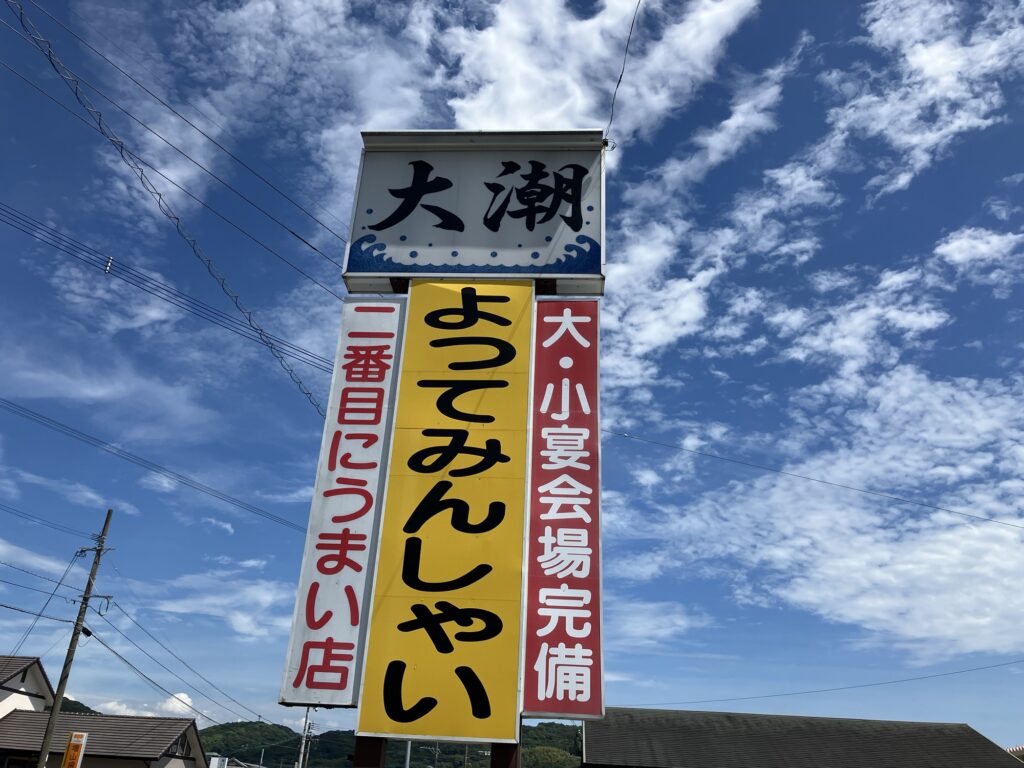 大潮
大・小宴会場完備
よってみんしゃい
二番目にうまい店